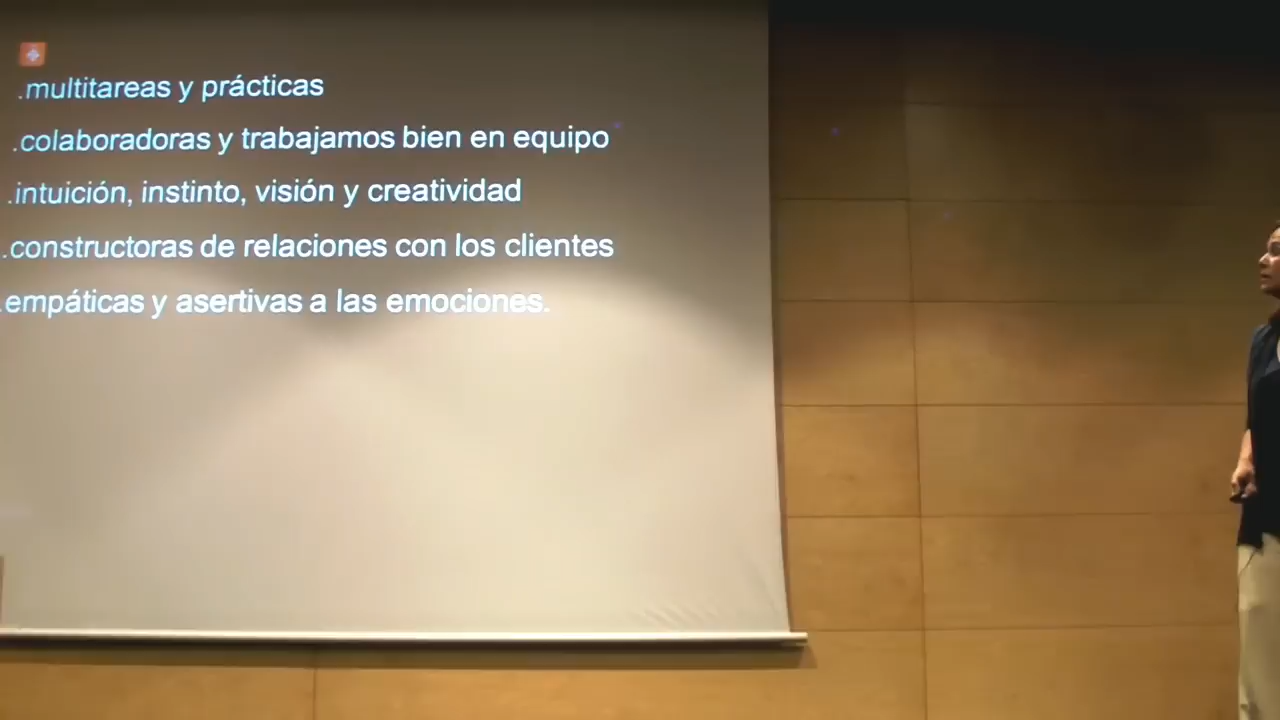 .multitareas y prácticas
.colaboradoras y trabajamos bien en equipo
.intuición, instinto, visión y creatividad
.constructoras de relaciones con los clientes
.empáticas y asertivas a las emociones.